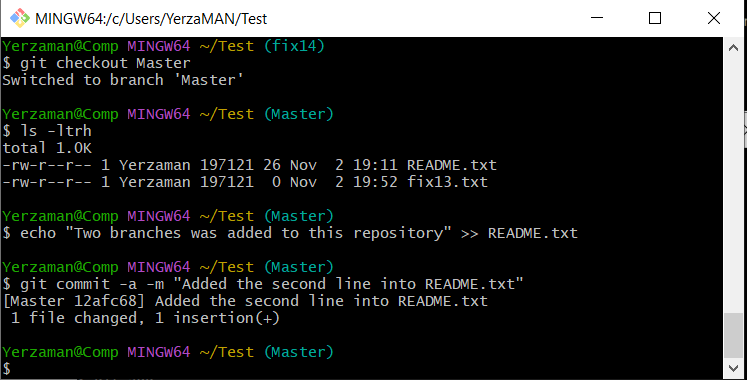 MINGW64:/c/Users/YerzaMAN/Test
Yerzaman@Comp MINGW64 ~/Test (fix14)
$ git checkout Master
Switched to branch 'Master'
Yerzaman@Comp MINGW64 ~/Test (Master)
$ ls -ltrh
total 1.0K
-rw-r--r-- 1 Yerzaman 197121 26 Nov  2 19:11 README.txt
-rw-r--r-- 1 Yerzaman 197121  0 Nov  2 19:52 fix13.txt
Yerzaman@Comp MINGW64 ~/Test (Master)
$ echo "Two branches was added to this repository" >> README.txt
Yerzaman@Comp MINGW64 ~/Test (Master)
$ git commit -a -m "Added the second line into README.txt"
[Master 12afc68] Added the second line into README.txt
 1 file changed, 1 insertion(+)
Yerzaman@Comp MINGW64 ~/Test (Master)
$